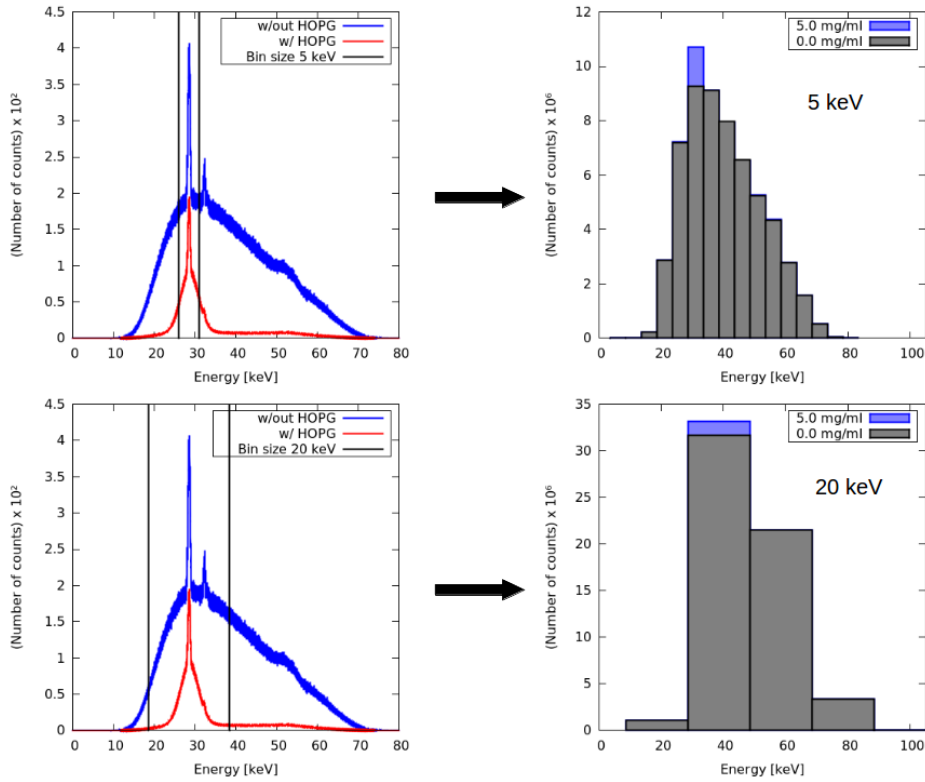 4.5
4
3.5
3
2.5
2
1.5
1
0.5
0
0 10 20 30 40 50 60 70 80
(Number of counts) x 10²
Energy [keV]
w/out HOPG
w/ HOPG
Bin size 5 keV
12
10
8
6
4
2
0
0 20 40 60 80 100
(Number of counts) x 10⁶
Energy [keV]
5.0 mg/ml
0.0 mg/ml
5 keV
4.5
4
3.5
3
2.5
2
1.5
1
0.5
0
0 10 20 30 40 50 60 70 80
(Number of counts) x 10²
Energy [keV]
w/out HOPG
w/ HOPG
Bin size 20 keV
35
30
25
20
15
10
5
0
0 20 40 60 80 100
(Number of counts) x 10⁶
Energy [keV]
5.0 mg/ml
0.0 mg/ml
20 keV